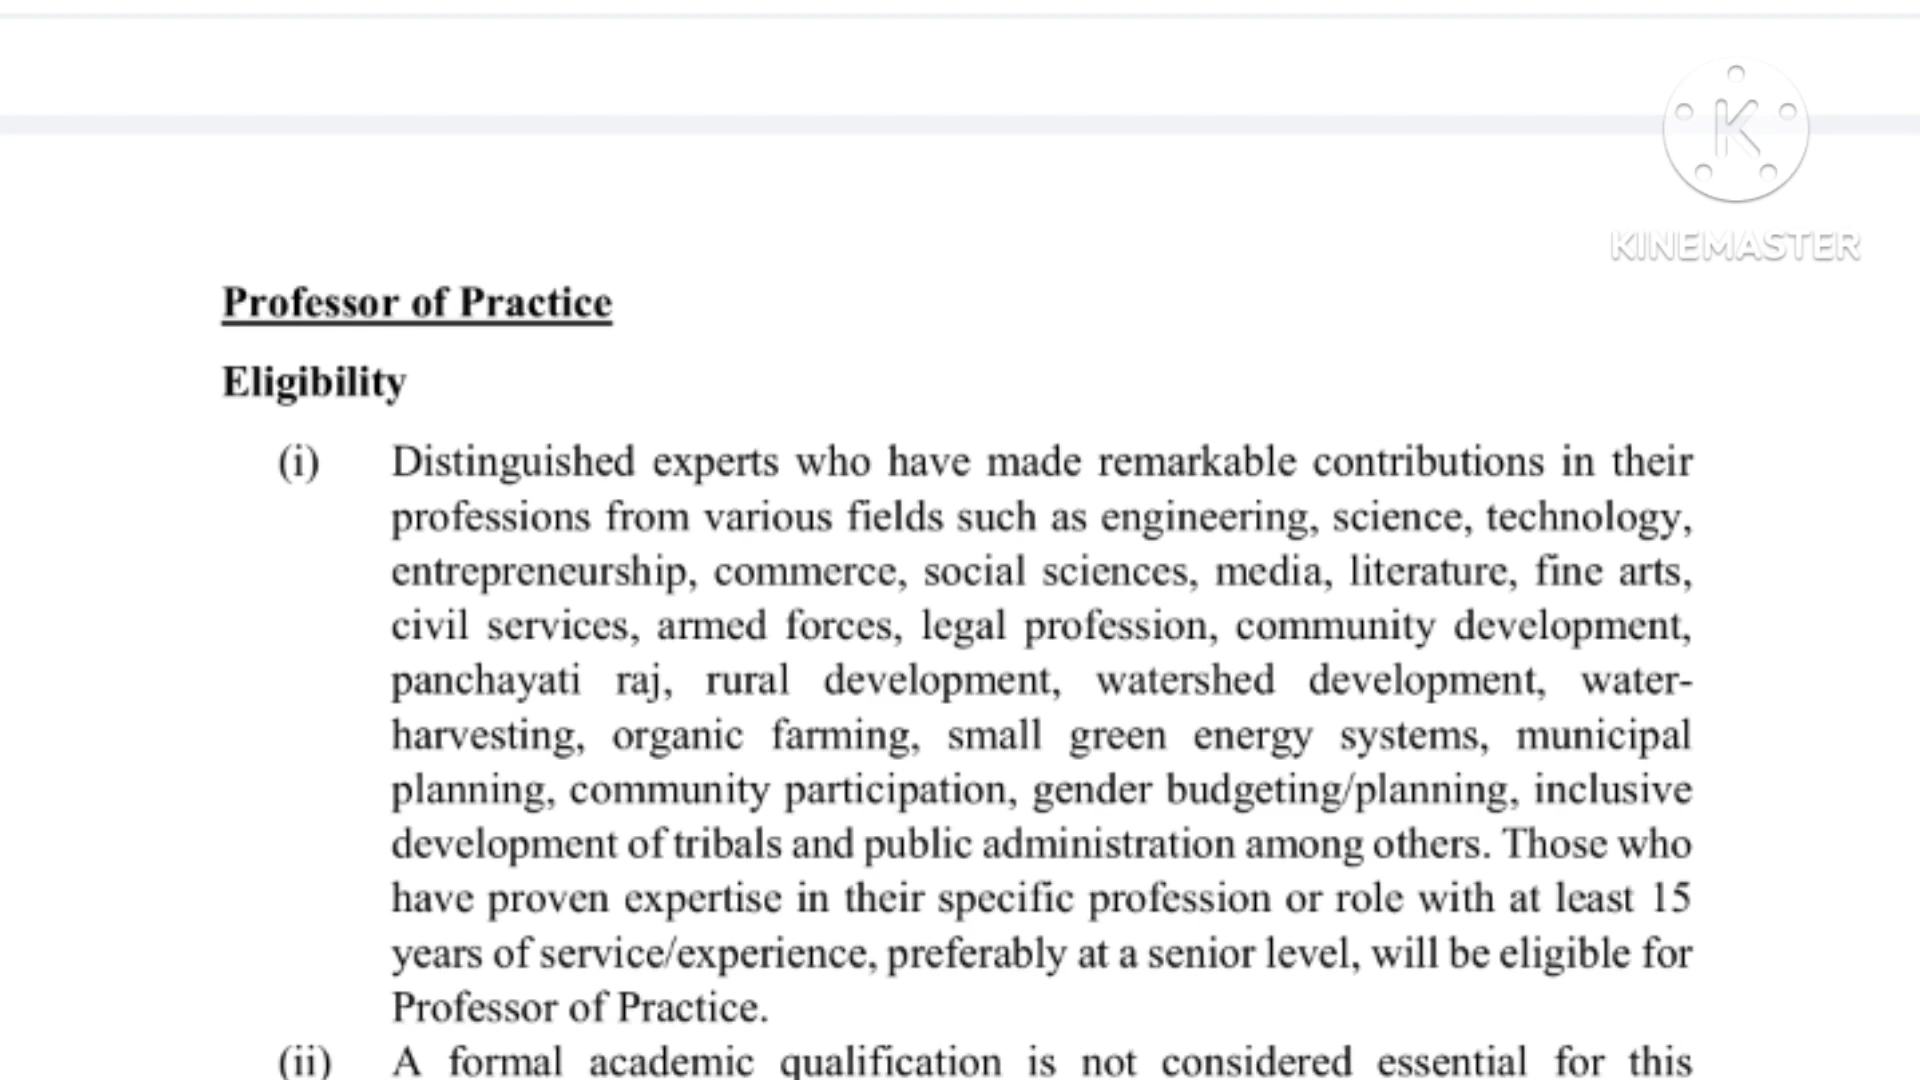 K
KINEMASTER
Professor of Practice
Eligibility
(i) Distinguished experts who have made remarkable contributions in their
professions from various fields such as engineering, science, technology,
entrepreneurship, commerce, social sciences, media, literature, fine arts,
civil services, armed forces, legal profession, community development,
panchayati raj, rural development, watershed development, water-
harvesting, organic farming, small green energy systems, municipal
planning, community participation, gender budgeting/planning, inclusive
development of tribals and public administration among others. Those who
have proven expertise in their specific profession or role with at least 15
years of service/experience, preferably at a senior level, will be eligible for
Professor of Practice.
(ii) A formal academic qualification is not considered essential for this